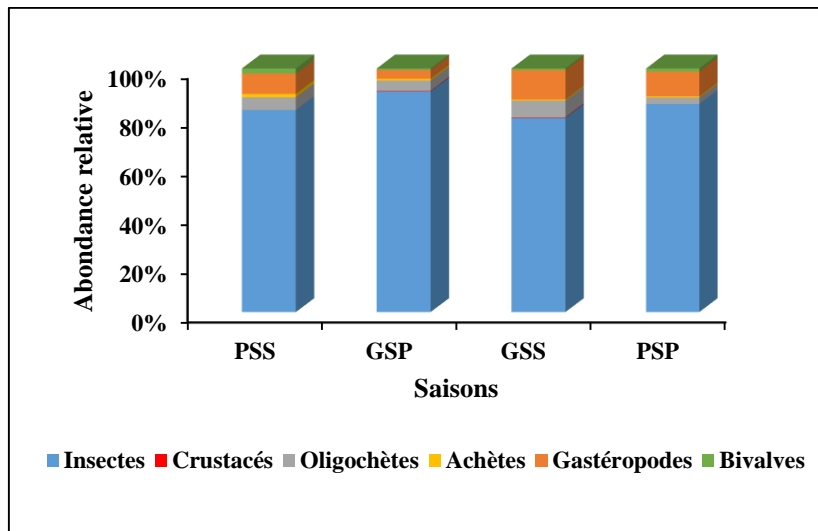 Abondance relative
100%
80%
60%
40%
20%
0%
PSS GSP GSS PSP
Saisons
Insectes Crustacés Oligochètes Achètes Gastéropodes Bivalves